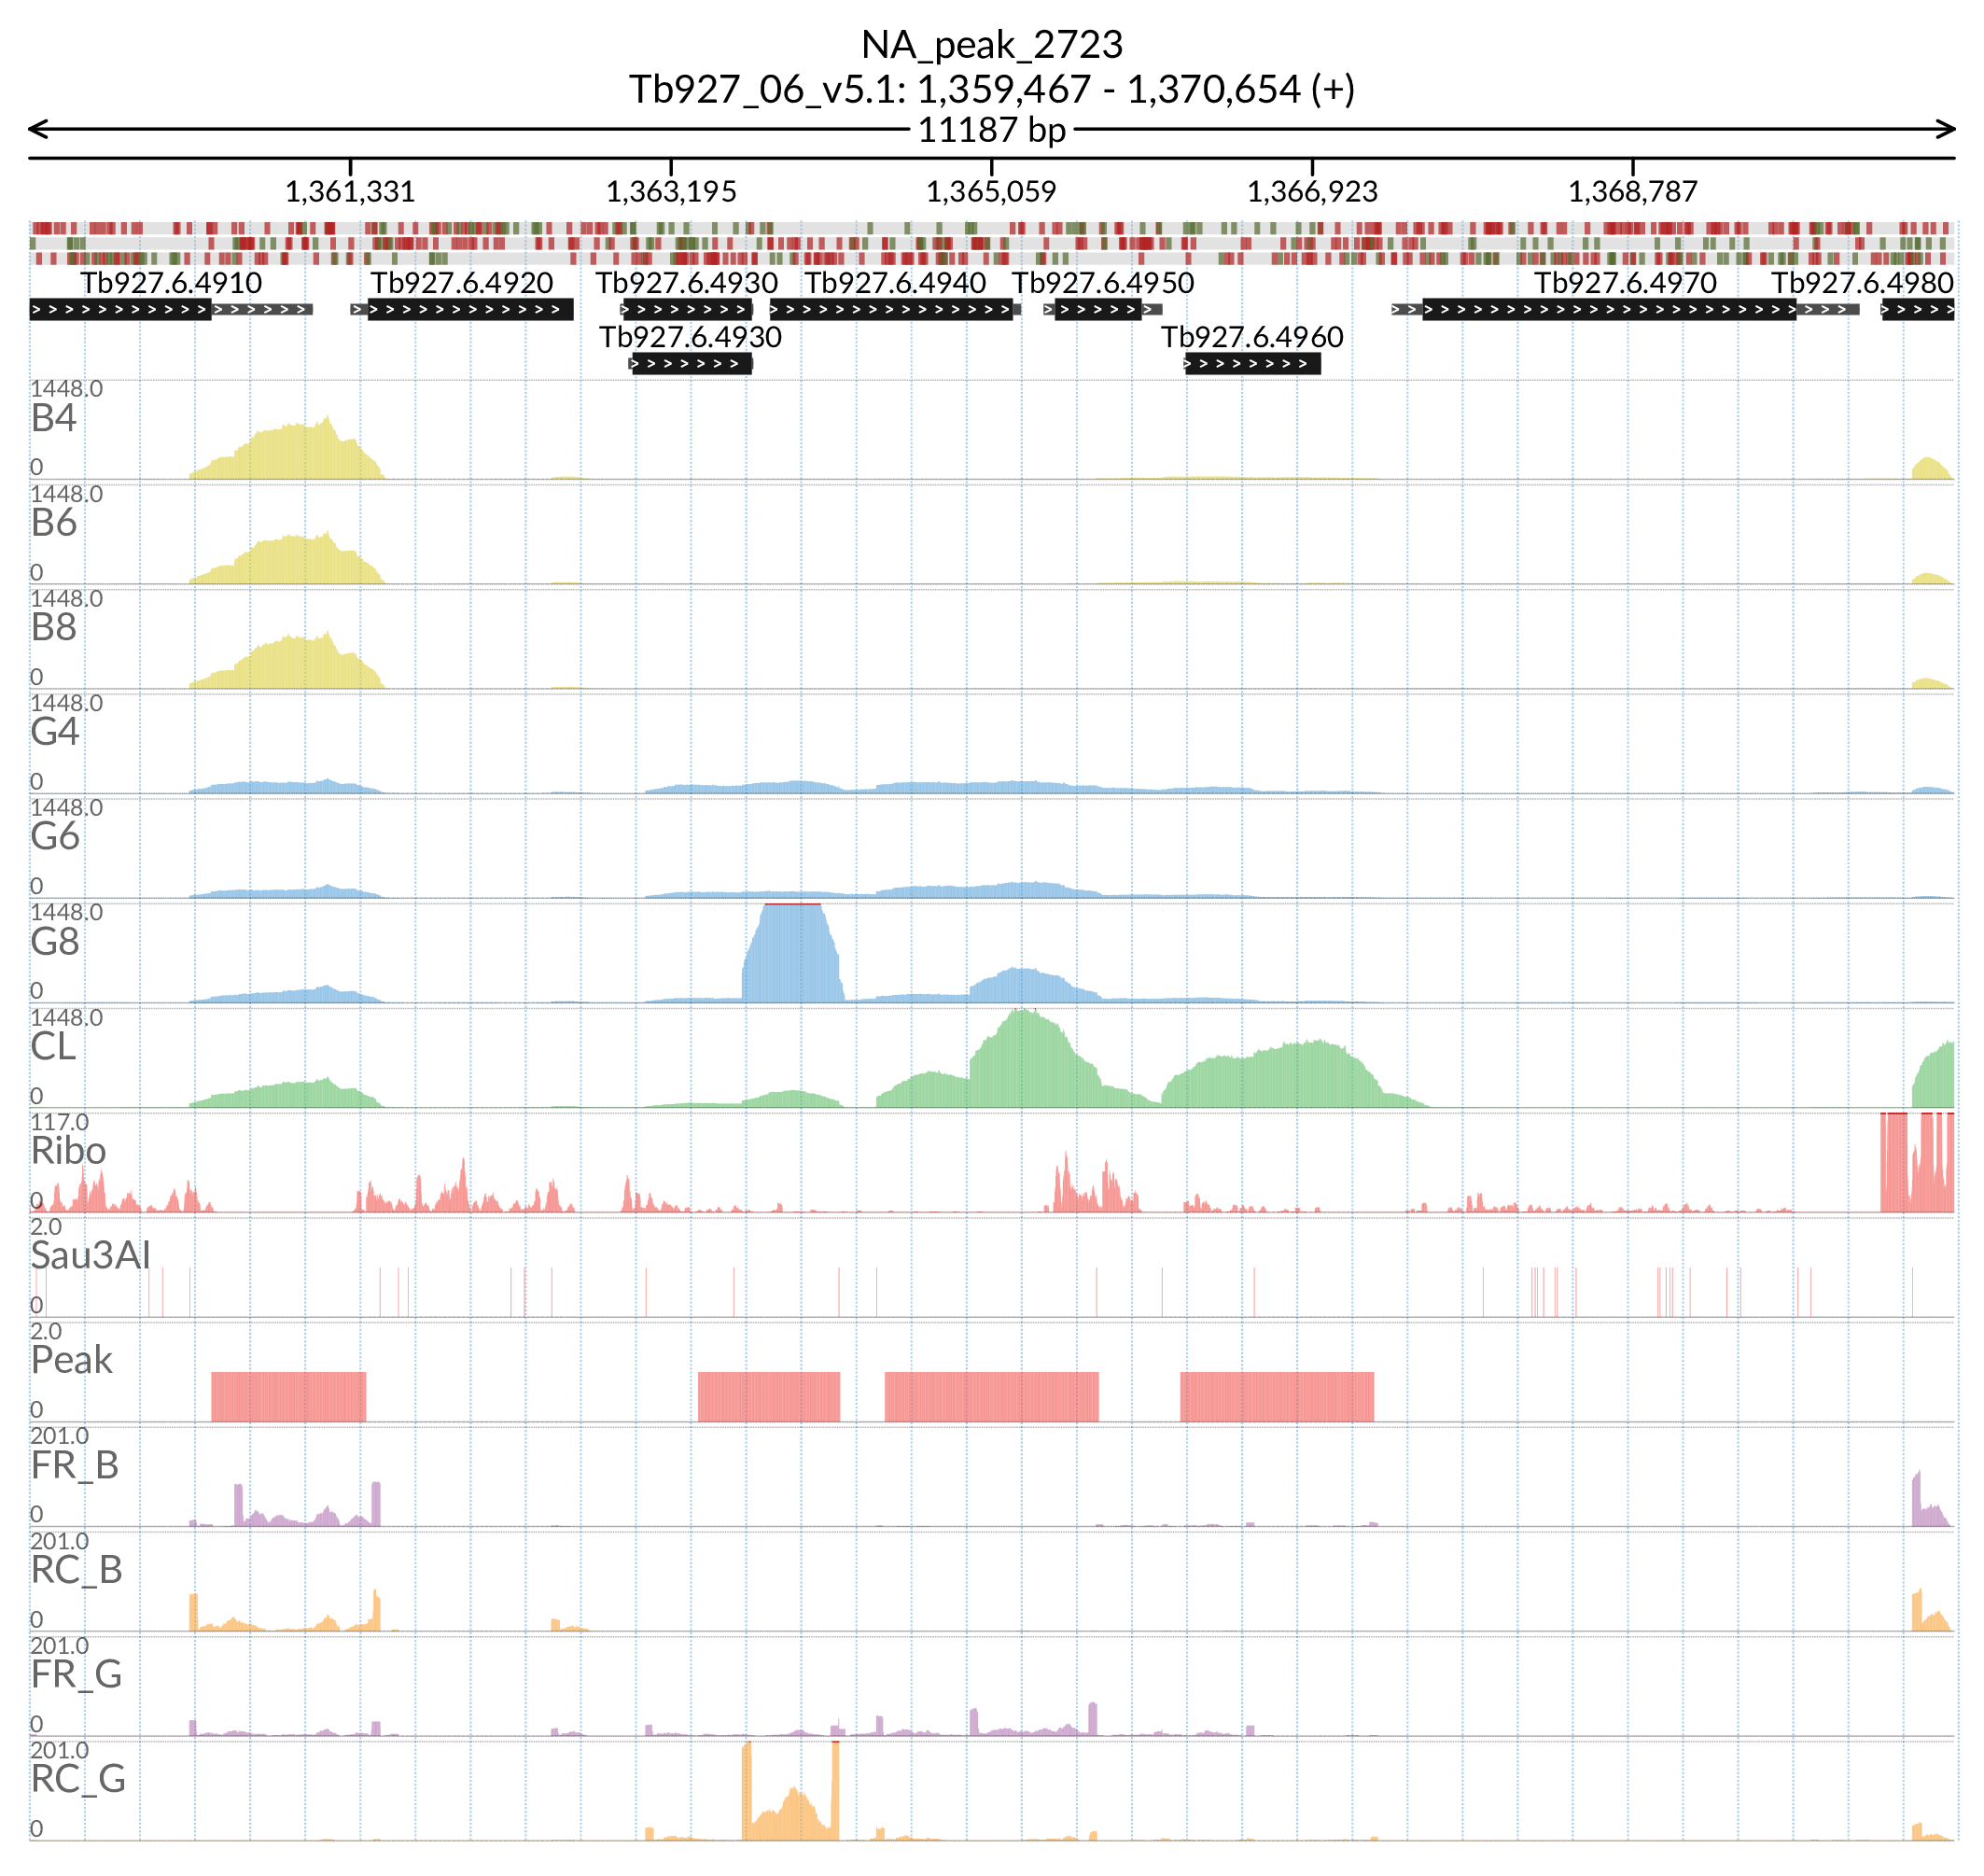 NA_peak_2723
Tb927_06_v5.1: 1,359,467 - 1,370,654 (+)
11187 bp
1,361,331 1,363,195 1,365,059 1,366,923 1,368,787
Tb927.6.4910 Tb927.6.4920 Tb927.6.4930 Tb927.6.4940 Tb927.6.4950 Tb927.6.4970 Tb927.6.4980
Tb927.6.4930 Tb927.6.4960
1448.0
B4
0
1448.0
B6
0
1448.0
B8
0
1448.0
G4
0
1448.0
G6
0
1448.0
G8
0
1448.0
CL
0
117.0
Ribo
0
2.0
Sau3AI
0
2.0
Peak
0
201.0
FR_B
0
201.0
RC_B
0
201.0
FR_G
0
201.0
RC_G
0